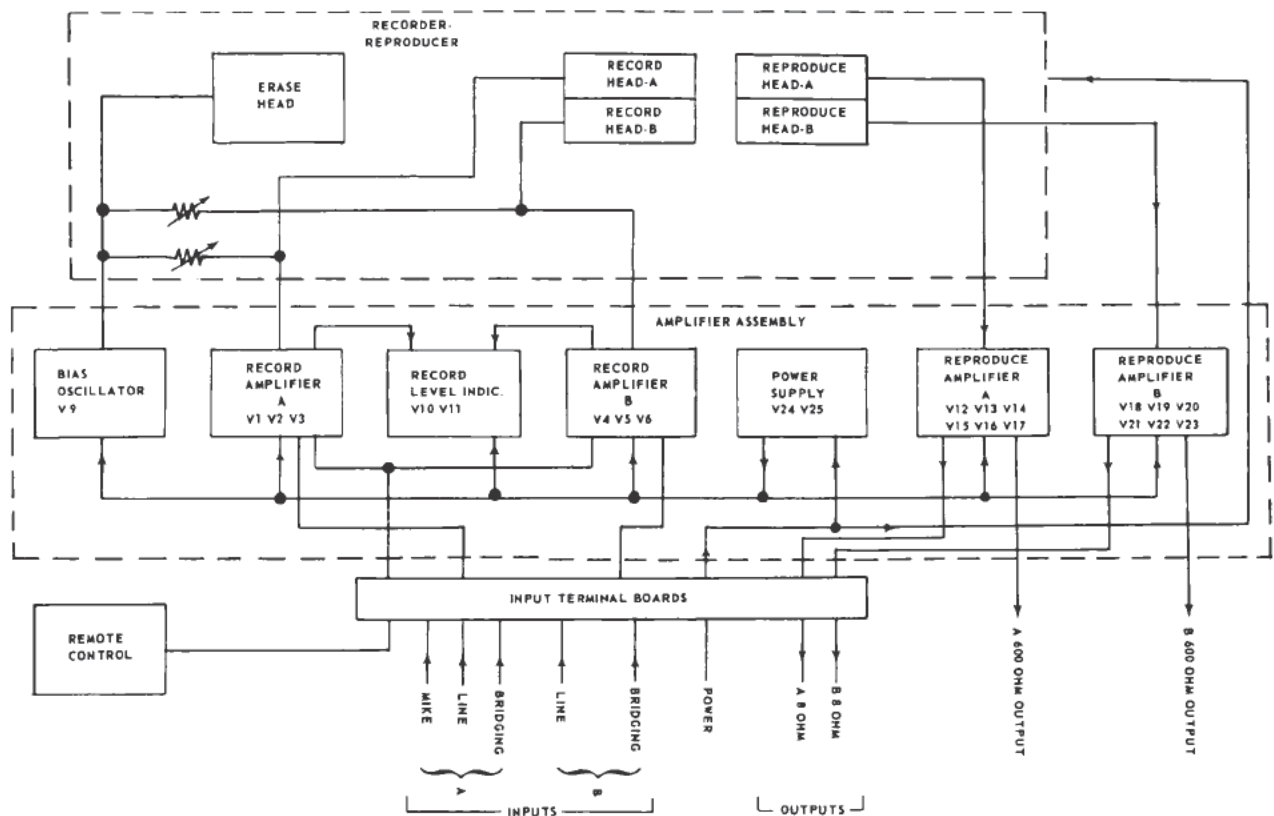 RECORDER-
REPRODUCER
ERASE
HEAD
RECORD
HEAD-A
RECORD
HEAD-B
REPRODUCE
HEAD-A
REPRODUCE
HEAD-B
AMPLIFIER ASSEMBLY
BIAS
OSCILLATOR
V9
RECORD
AMPLIFIER
A
V1 V2 V3
RECORD
LEVEL INDIC.
V10 V11
RECORD
AMPLIFIER
B
V4 V5 V6
POWER
SUPPLY
V24 V25
REPRODUCE
AMPLIFIER
A
V12 V13 V14
V15 V16 V17
REPRODUCE
AMPLIFIER
B
V18 V19 V20
V21 V22 V23
INPUT TERMINAL BOARDS
REMOTE
CONTROL
MIKE
LINE
BRIDGING
LINE
BRIDGING
POWER
A 8 OHM
B 8 OHM
A 600 OHM OUTPUT
B 600 OHM OUTPUT
A
B
INPUTS
OUTPUTS